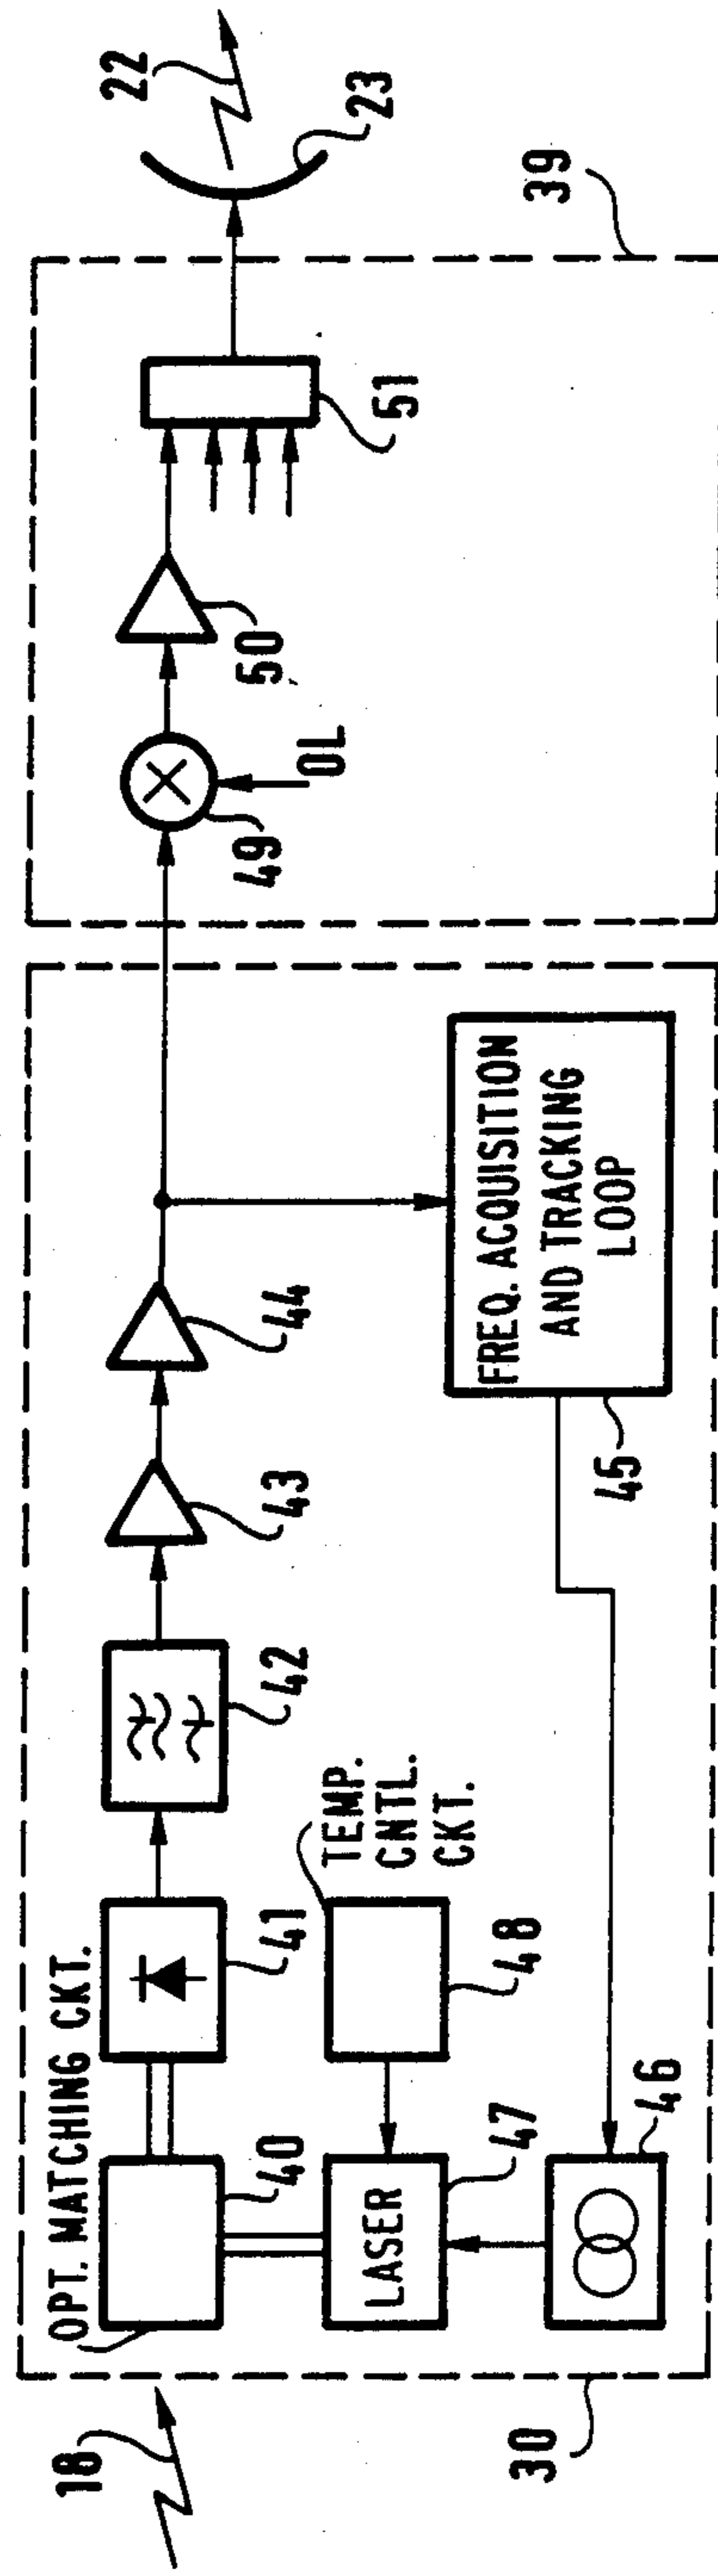 22
23
39
51
50
OL
49
44
43
FREQ. ACQUISITION
AND TRACKING
LOOP
45
42
TEMP.
CNTL.
CKT.
41
48
OPT. MATCHING CKT.
40
LASER
47
46
18
30